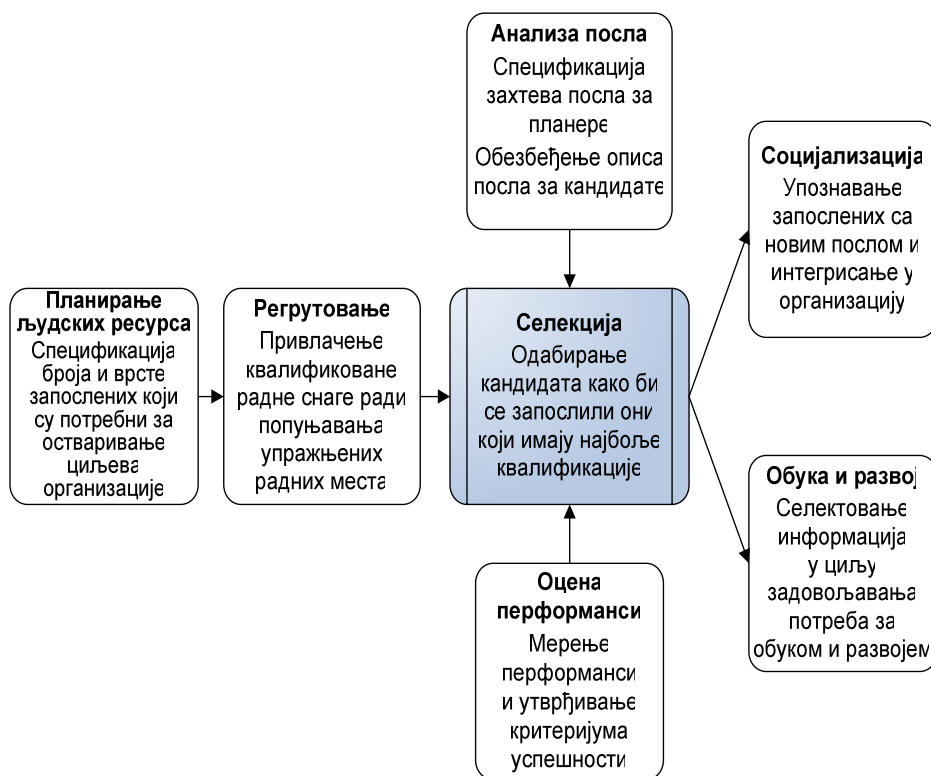 Анализа посла
Спецификација
захтева посла за
планере
Обезбеђење описа
посла за кандидате
Социјализација
Упознавање
запослених са
новим послом и
интегрисање у
организацију
Планирање
људских ресурса
Спецификација
броја и врсте
запослених који
су потребни за
остваривање
циљева
организације
Регрутовање
Привлачење
квалификоване
радне снаге ради
попуњавања
упражњених
радних места
Селекција
Одабирање
кандидата како би
се запослили они
који имају најбоље
квалификације
Обука и развој
Селектовање
информација
у циљу
задовољавања
потреба за
обуком и развојем
Оцена
перформанси
Мерење
перформанси
и утврђивање
критеријума
успешности